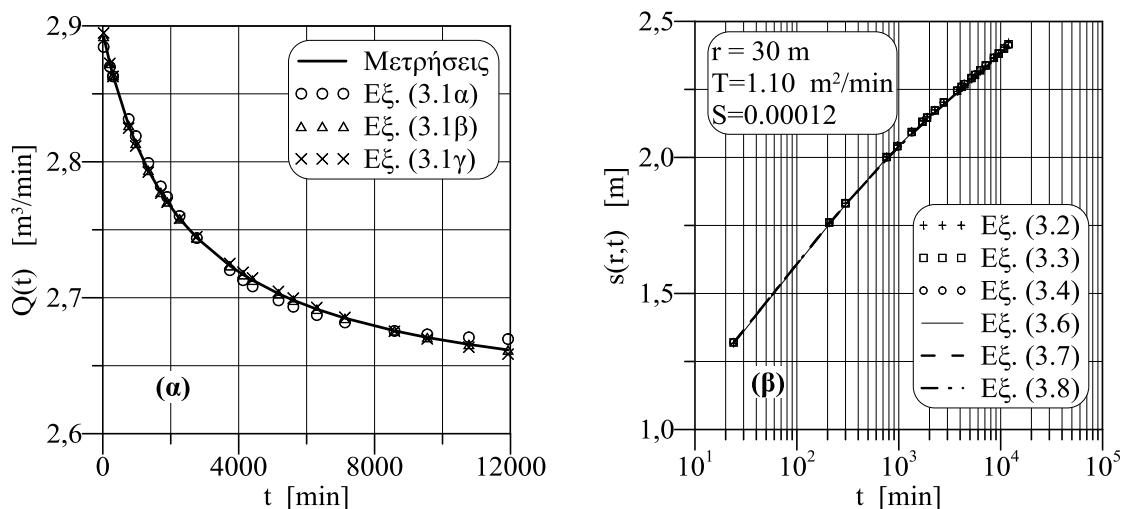 2,9
2,8
2,7
2,6
Q(t) [m³/min]
0
4000
8000
12000
t [min]
Μετρήσεις
Εξ. (3.1α)
Εξ. (3.1β)
Εξ. (3.1γ)
(α)
2,5
2,0
1,5
1,0
s(r,t) [m]
10¹
10²
10³
10⁴
10⁵
t [min]
r = 30 m
T=1.10 m²/min
S=0.00012
Εξ. (3.2)
Εξ. (3.3)
Εξ. (3.4)
Εξ. (3.6)
Εξ. (3.7)
Εξ. (3.8)
(β)